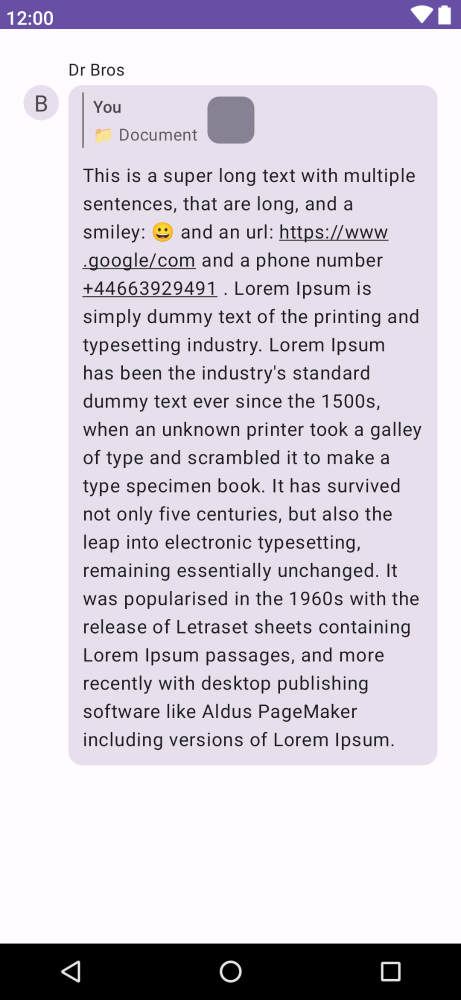 12:00
Dr Bros
B
You
📁 Document
This is a super long text with multiple
sentences, that are long, and a
smiley: 😀 and an url: https://www
.google/com and a phone number
+44663929491 . Lorem Ipsum is
simply dummy text of the printing and
typesetting industry. Lorem Ipsum
has been the industry's standard
dummy text ever since the 1500s,
when an unknown printer took a galley
of type and scrambled it to make a
type specimen book. It has survived
not only five centuries, but also the
leap into electronic typesetting,
remaining essentially unchanged. It
was popularised in the 1960s with the
release of Letraset sheets containing
Lorem Ipsum passages, and more
recently with desktop publishing
software like Aldus PageMaker
including versions of Lorem Ipsum.